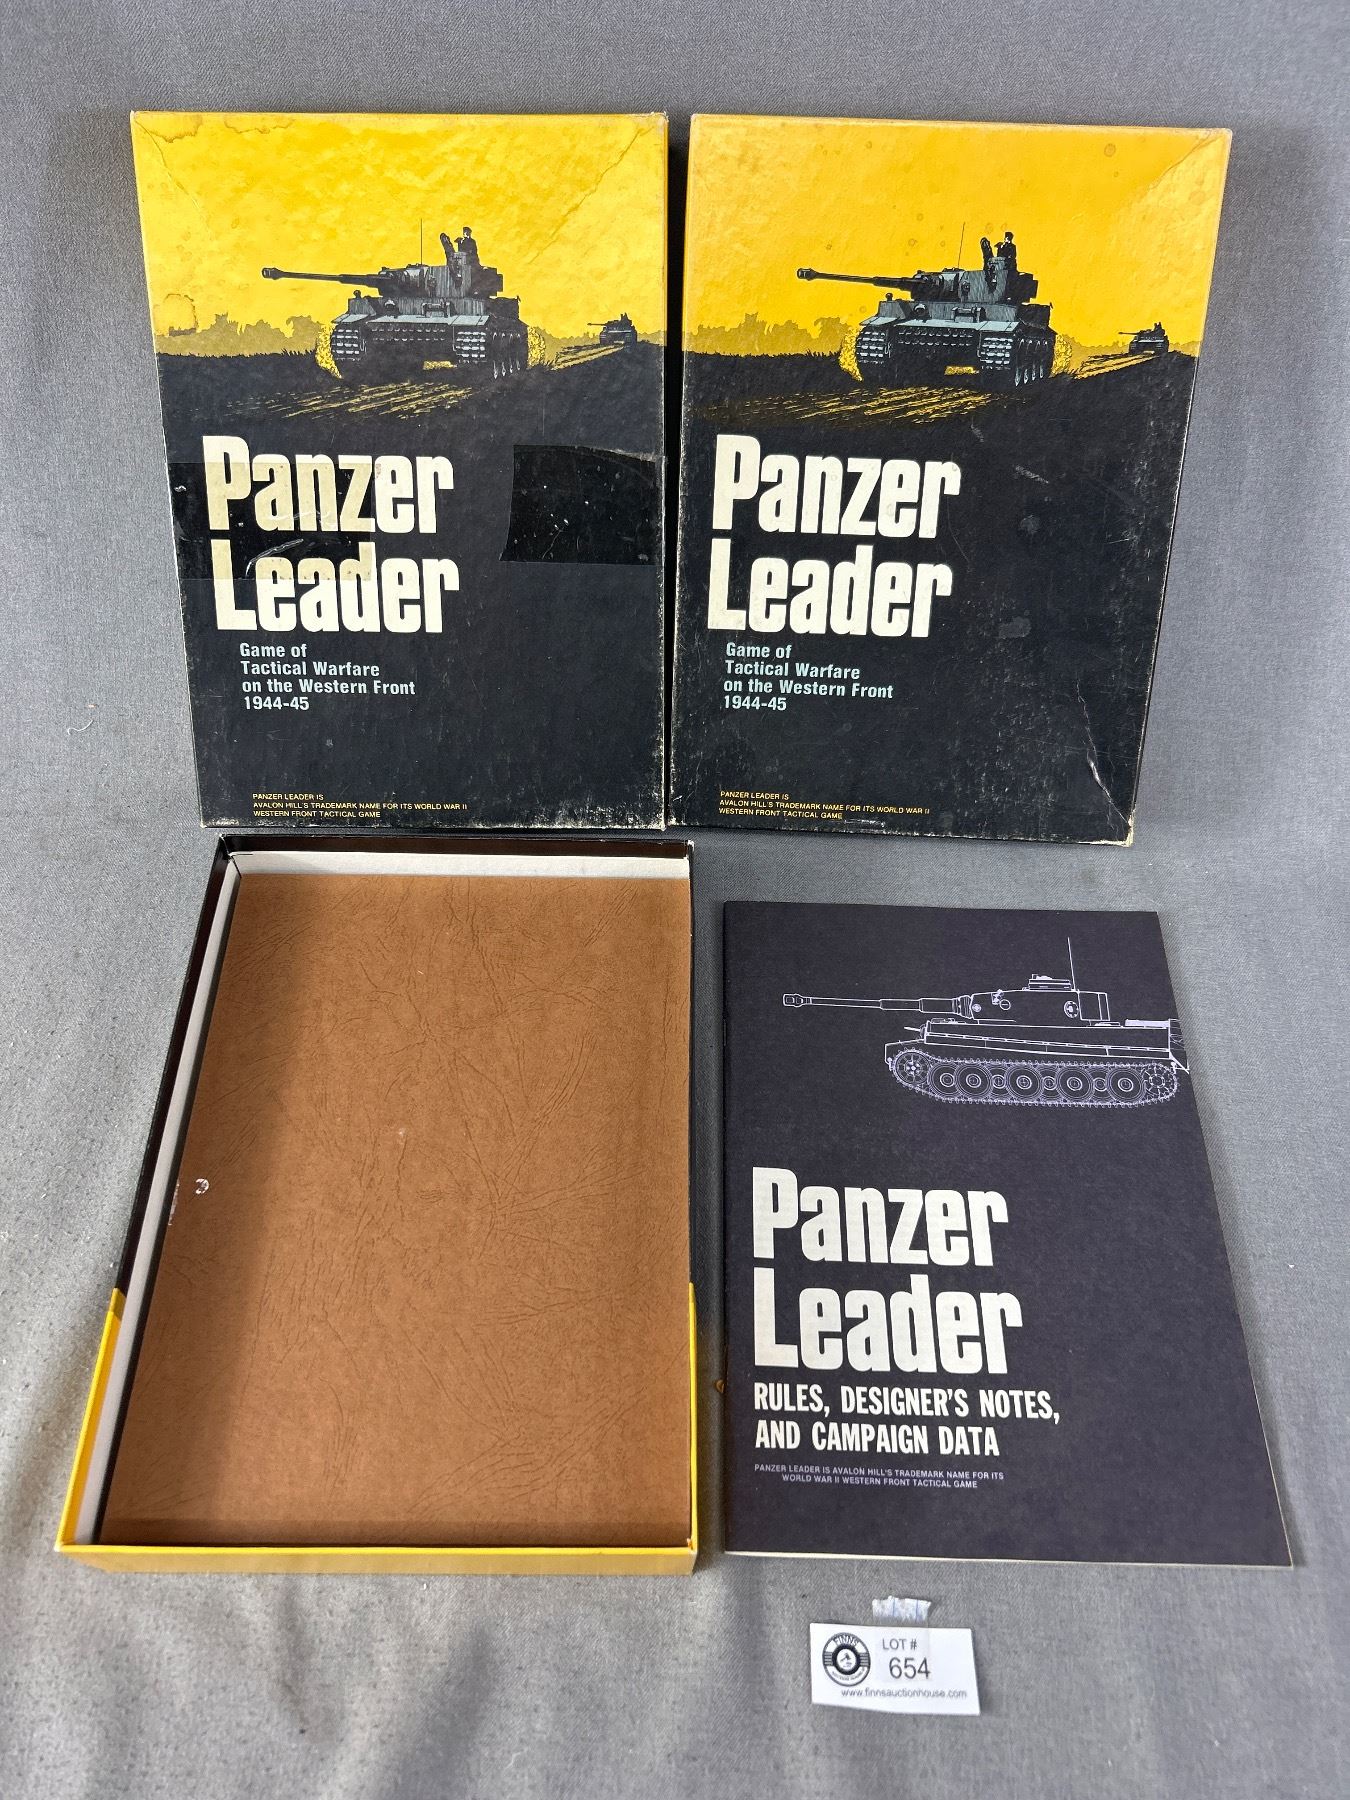 Panzer
Leader
Game of
Tactical Warfare
on the Western Front
1944-45
PANZER LEADER IS
AVALON HILL'S TRADEMARK NAME FOR ITS WORLD WAR II
WESTERN FRONT TACTICAL GAME
Panzer
Leader
Game of
Tactical Warfare
on the Western Front
1944-45
PANZER LEADER IS
AVALON HILL'S TRADEMARK NAME FOR ITS WORLD WAR II
WESTERN FRONT TACTICAL GAME
Panzer
Leader
RULES, DESIGNER'S NOTES,
AND CAMPAIGN DATA
PANZER LEADER IS AVALON HILL'S TRADEMARK NAME FOR ITS
WORLD WAR II WESTERN FRONT TACTICAL GAME
FINNS
LOT #
654
www.finnsauctionhouse.com